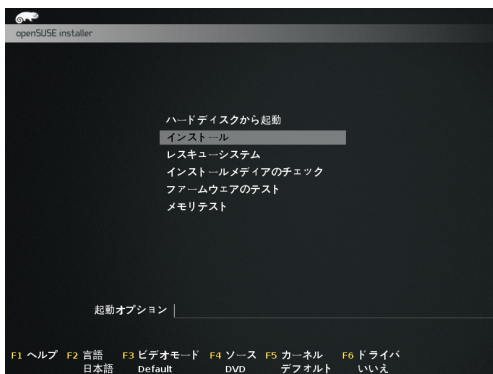 openSUSE installer
ハードディスクから起動
インストール
レスキューシステム
インストールメディアのチェック
ファームウェアのテスト
メモリテスト
起動オプション
F1 ヘルプ F2 言語 F3 ビデオモード F4 ソース F5 カーネル F6 ドライバ
日本語 Default DVD デフォルト いいえ